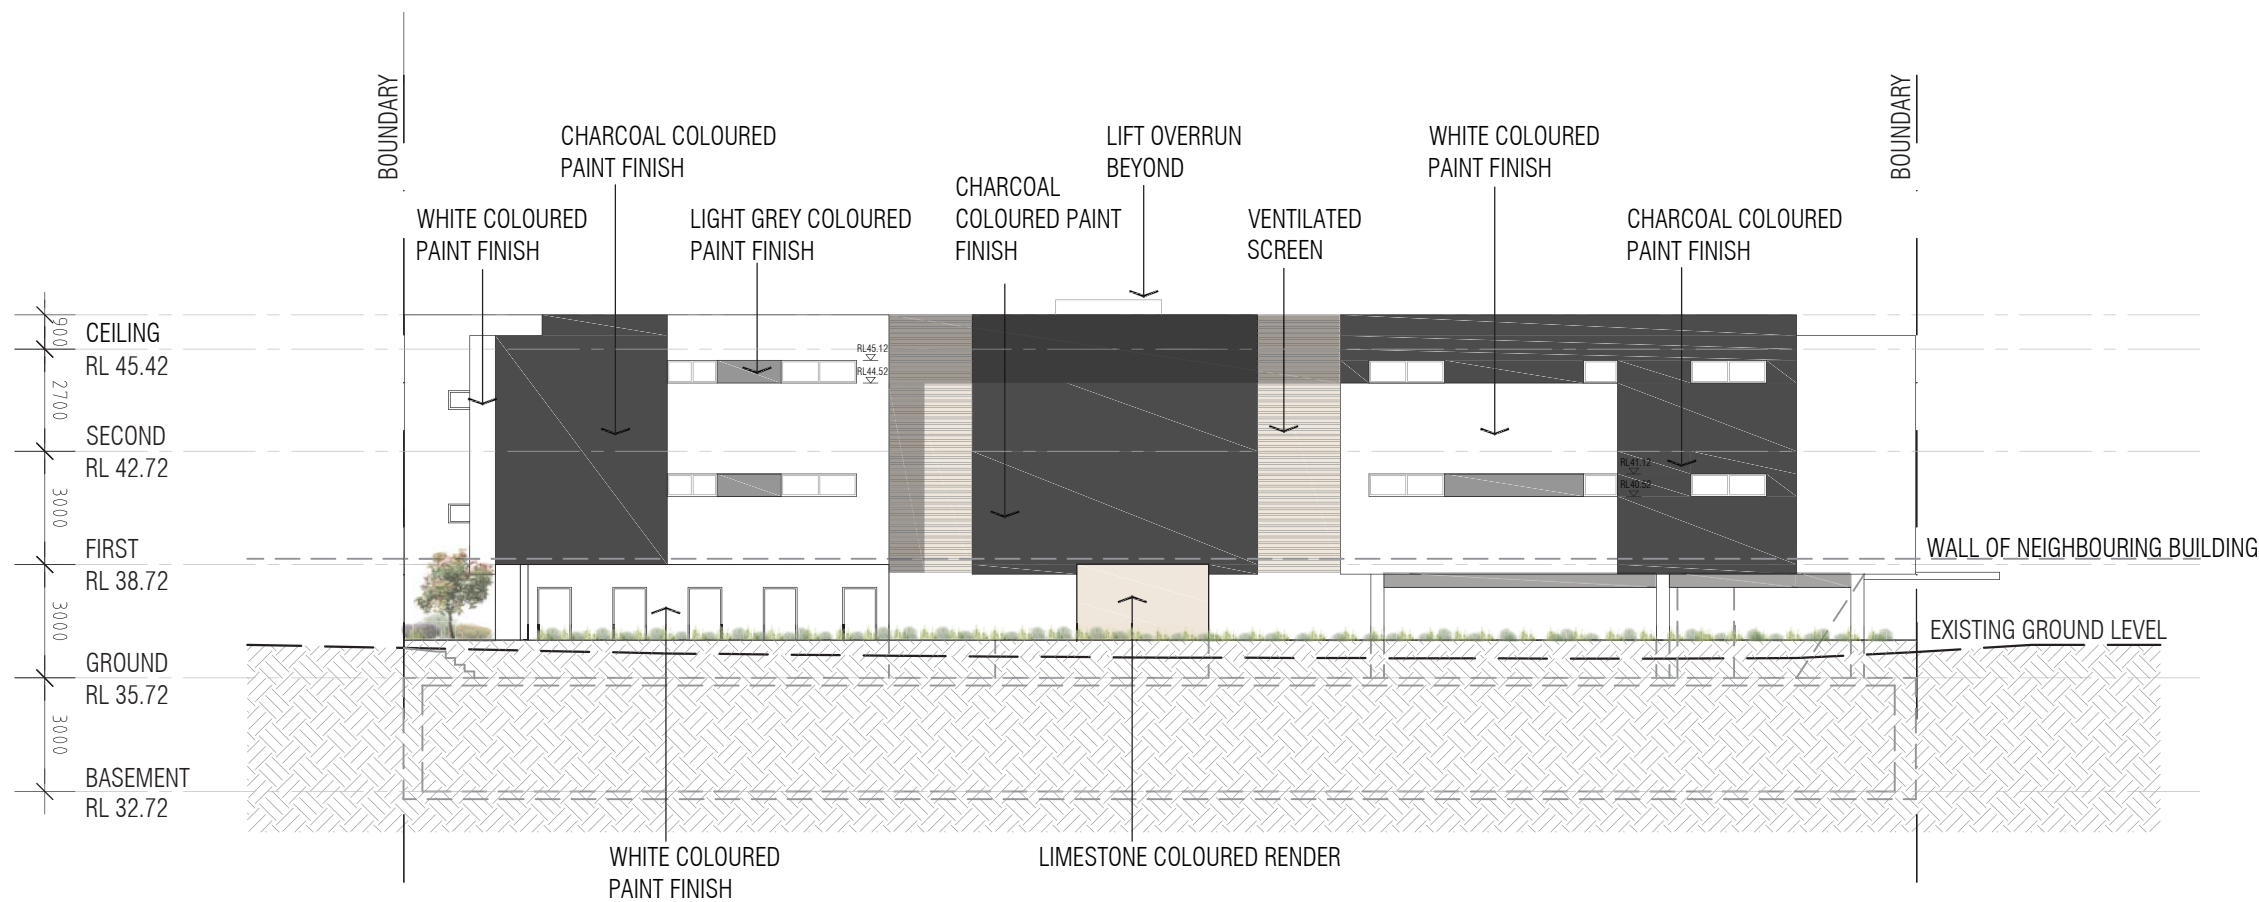 BOUNDARY
BOUNDARY
CHARCOAL COLOURED
PAINT FINISH
LIFT OVERRUN
BEYOND
WHITE COLOURED
PAINT FINISH
CHARCOAL
COLOURED PAINT
FINISH
WHITE COLOURED
PAINT FINISH
LIGHT GREY COLOURED
PAINT FINISH
VENTILATED
SCREEN
CHARCOAL COLOURED
PAINT FINISH
900
CEILING
RL 45.42
RL45.12
RL44.52
2700
SECOND
RL 42.72
RL41.12
RL40.52
3000
FIRST
RL 38.72
WALL OF NEIGHBOURING BUILDING
3000
EXISTING GROUND LEVEL
GROUND
RL 35.72
3000
BASEMENT
RL 32.72
WHITE COLOURED
PAINT FINISH
LIMESTONE COLOURED RENDER